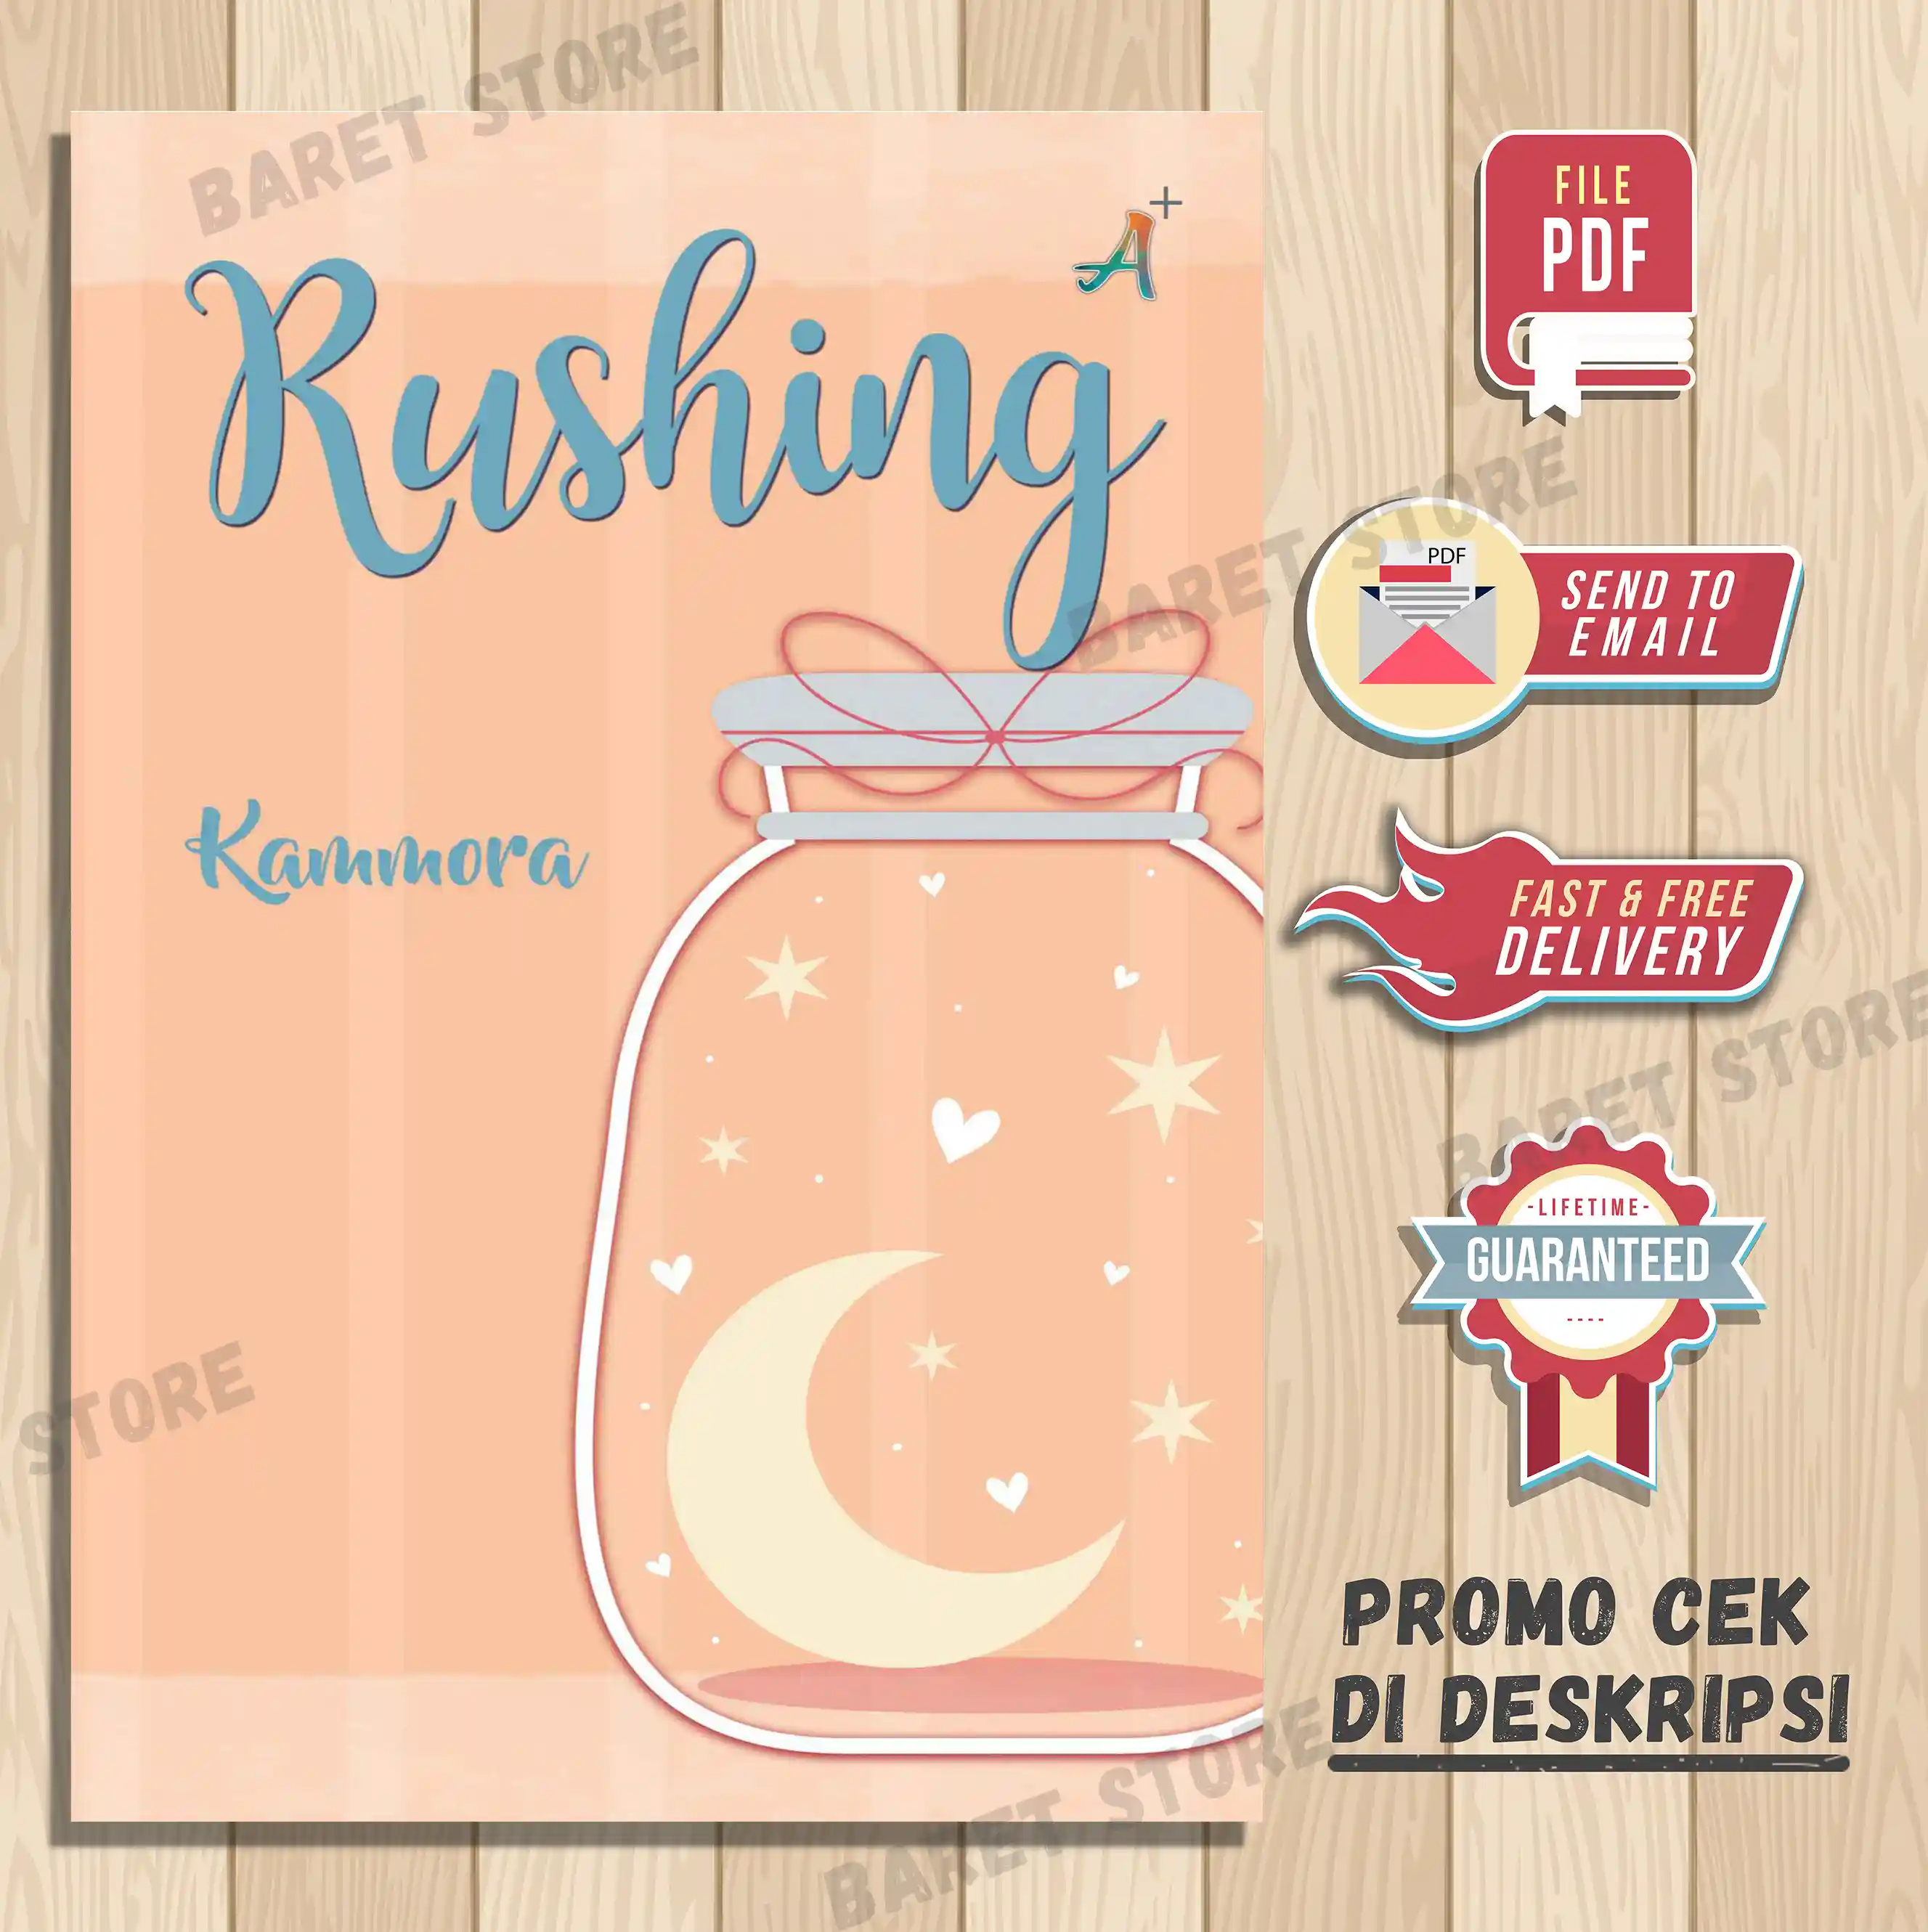 BARET STORE
Rushing
A+
Kammora
FILE
PDF
BARET STORE
PDF
SEND TO
EMAIL
FAST & FREE
DELIVERY
BARET STORE
-LIFETIME-
GUARANTEED
STORE
PROMO CEK
DI DESKRIPSI
BARET STORE